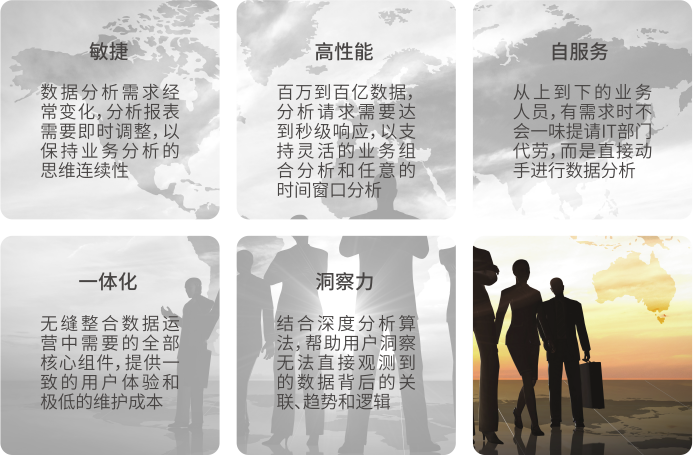 敏捷
数据分析需求经
常变化，分析报表
需要即时调整，以
保持业务分析的
思维连续性
高性能
百万到百亿数据，
分析请求需要达
到秒级响应，以支
持灵活的业务组
合分析和任意的
时间窗口分析
自服务
从上到下的业务
人员，有需求时不
会一味提请IT部门
代劳，而是直接动
手进行数据分析
一体化
无缝整合数据运
营中需要的全部
核心组件，提供一
致的用户体验和
极低的维护成本
洞察力
结合深度分析算
法，帮助用户洞察
无法直接观测到
的数据背后的关
联、趋势和逻辑